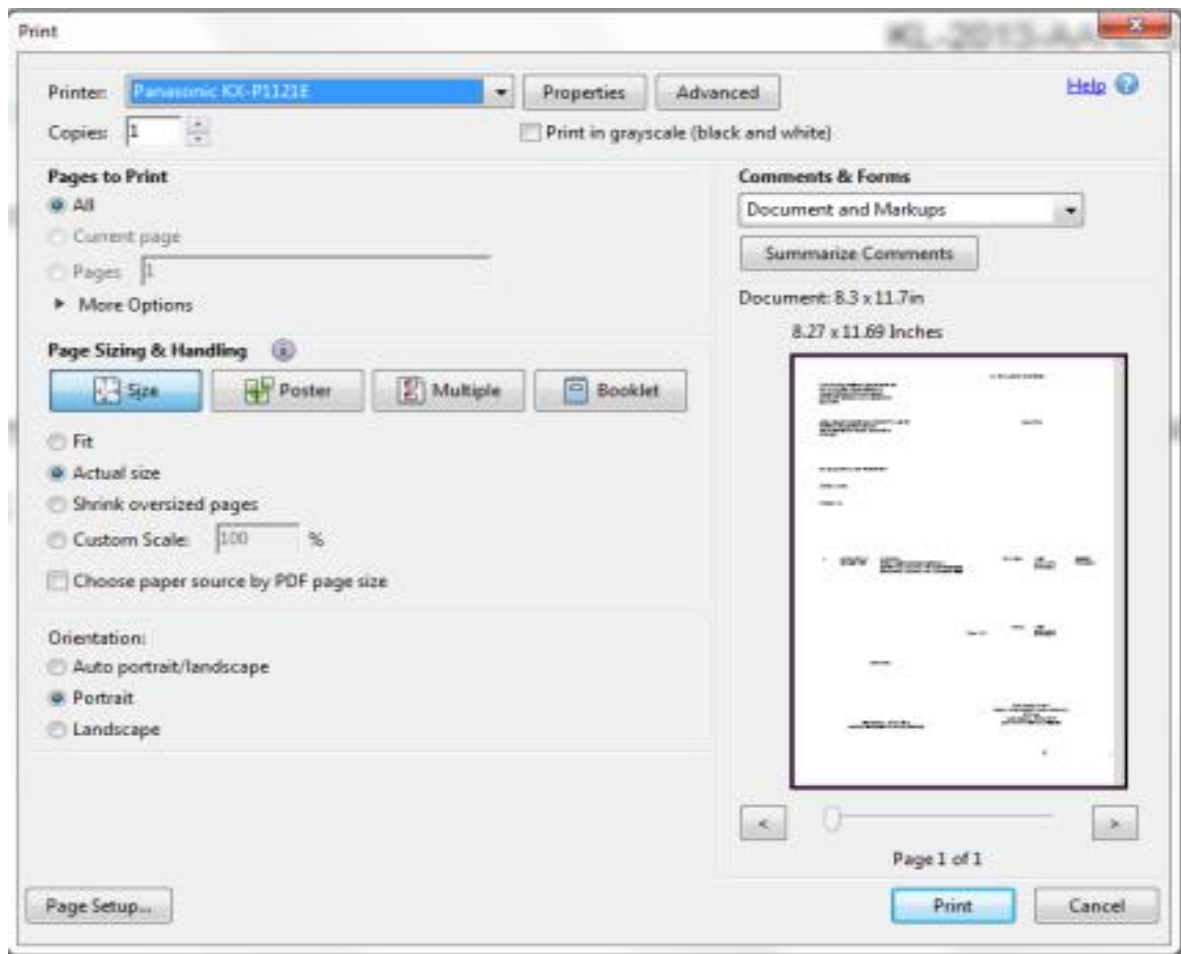 Print
KL-2013-AA
Printer: Panasonic KX-P1121E Properties Advanced Help
Copies: 1 Print in grayscale (black and white)
Pages to Print
All
Current page
Pages 1
More Options
Page Sizing & Handling
Size Poster Multiple Booklet
Fit
Actual size
Shrink oversized pages
Custom Scale: 100 %
Choose paper source by PDF page size
Orientation:
Auto portrait/landscape
Portrait
Landscape
Comments & Forms
Document and Markups
Summarize Comments
Document: 8.3 x 11.7in
8.27 x 11.69 Inches
< >
Page 1 of 1
Page Setup... Print Cancel